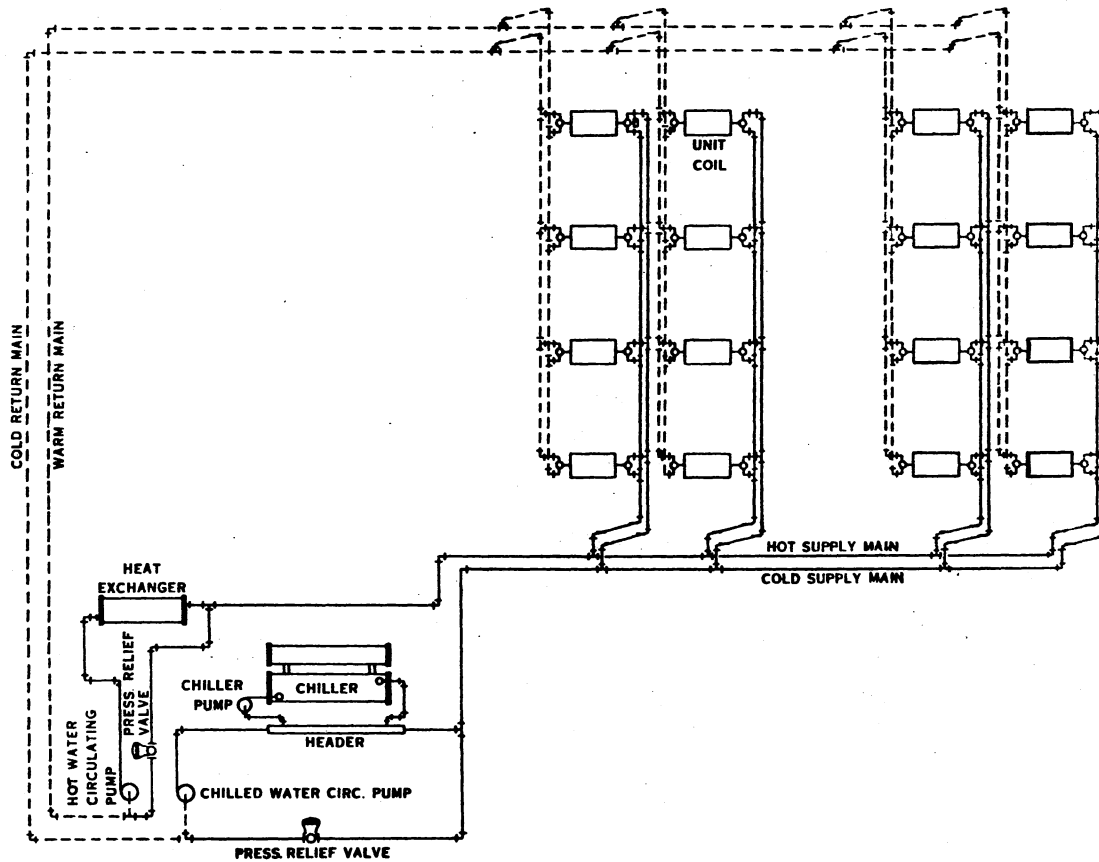 UNIT
COIL
COLD RETURN MAIN
WARM RETURN MAIN
HOT SUPPLY MAIN
COLD SUPPLY MAIN
HEAT
EXCHANGER
PRESS. RELIEF
VALVE
CHILLER
PUMP
CHILLER
HEADER
HOT WATER
CIRCULATING
PUMP
CHILLED WATER CIRC. PUMP
PRESS. RELIEF VALVE